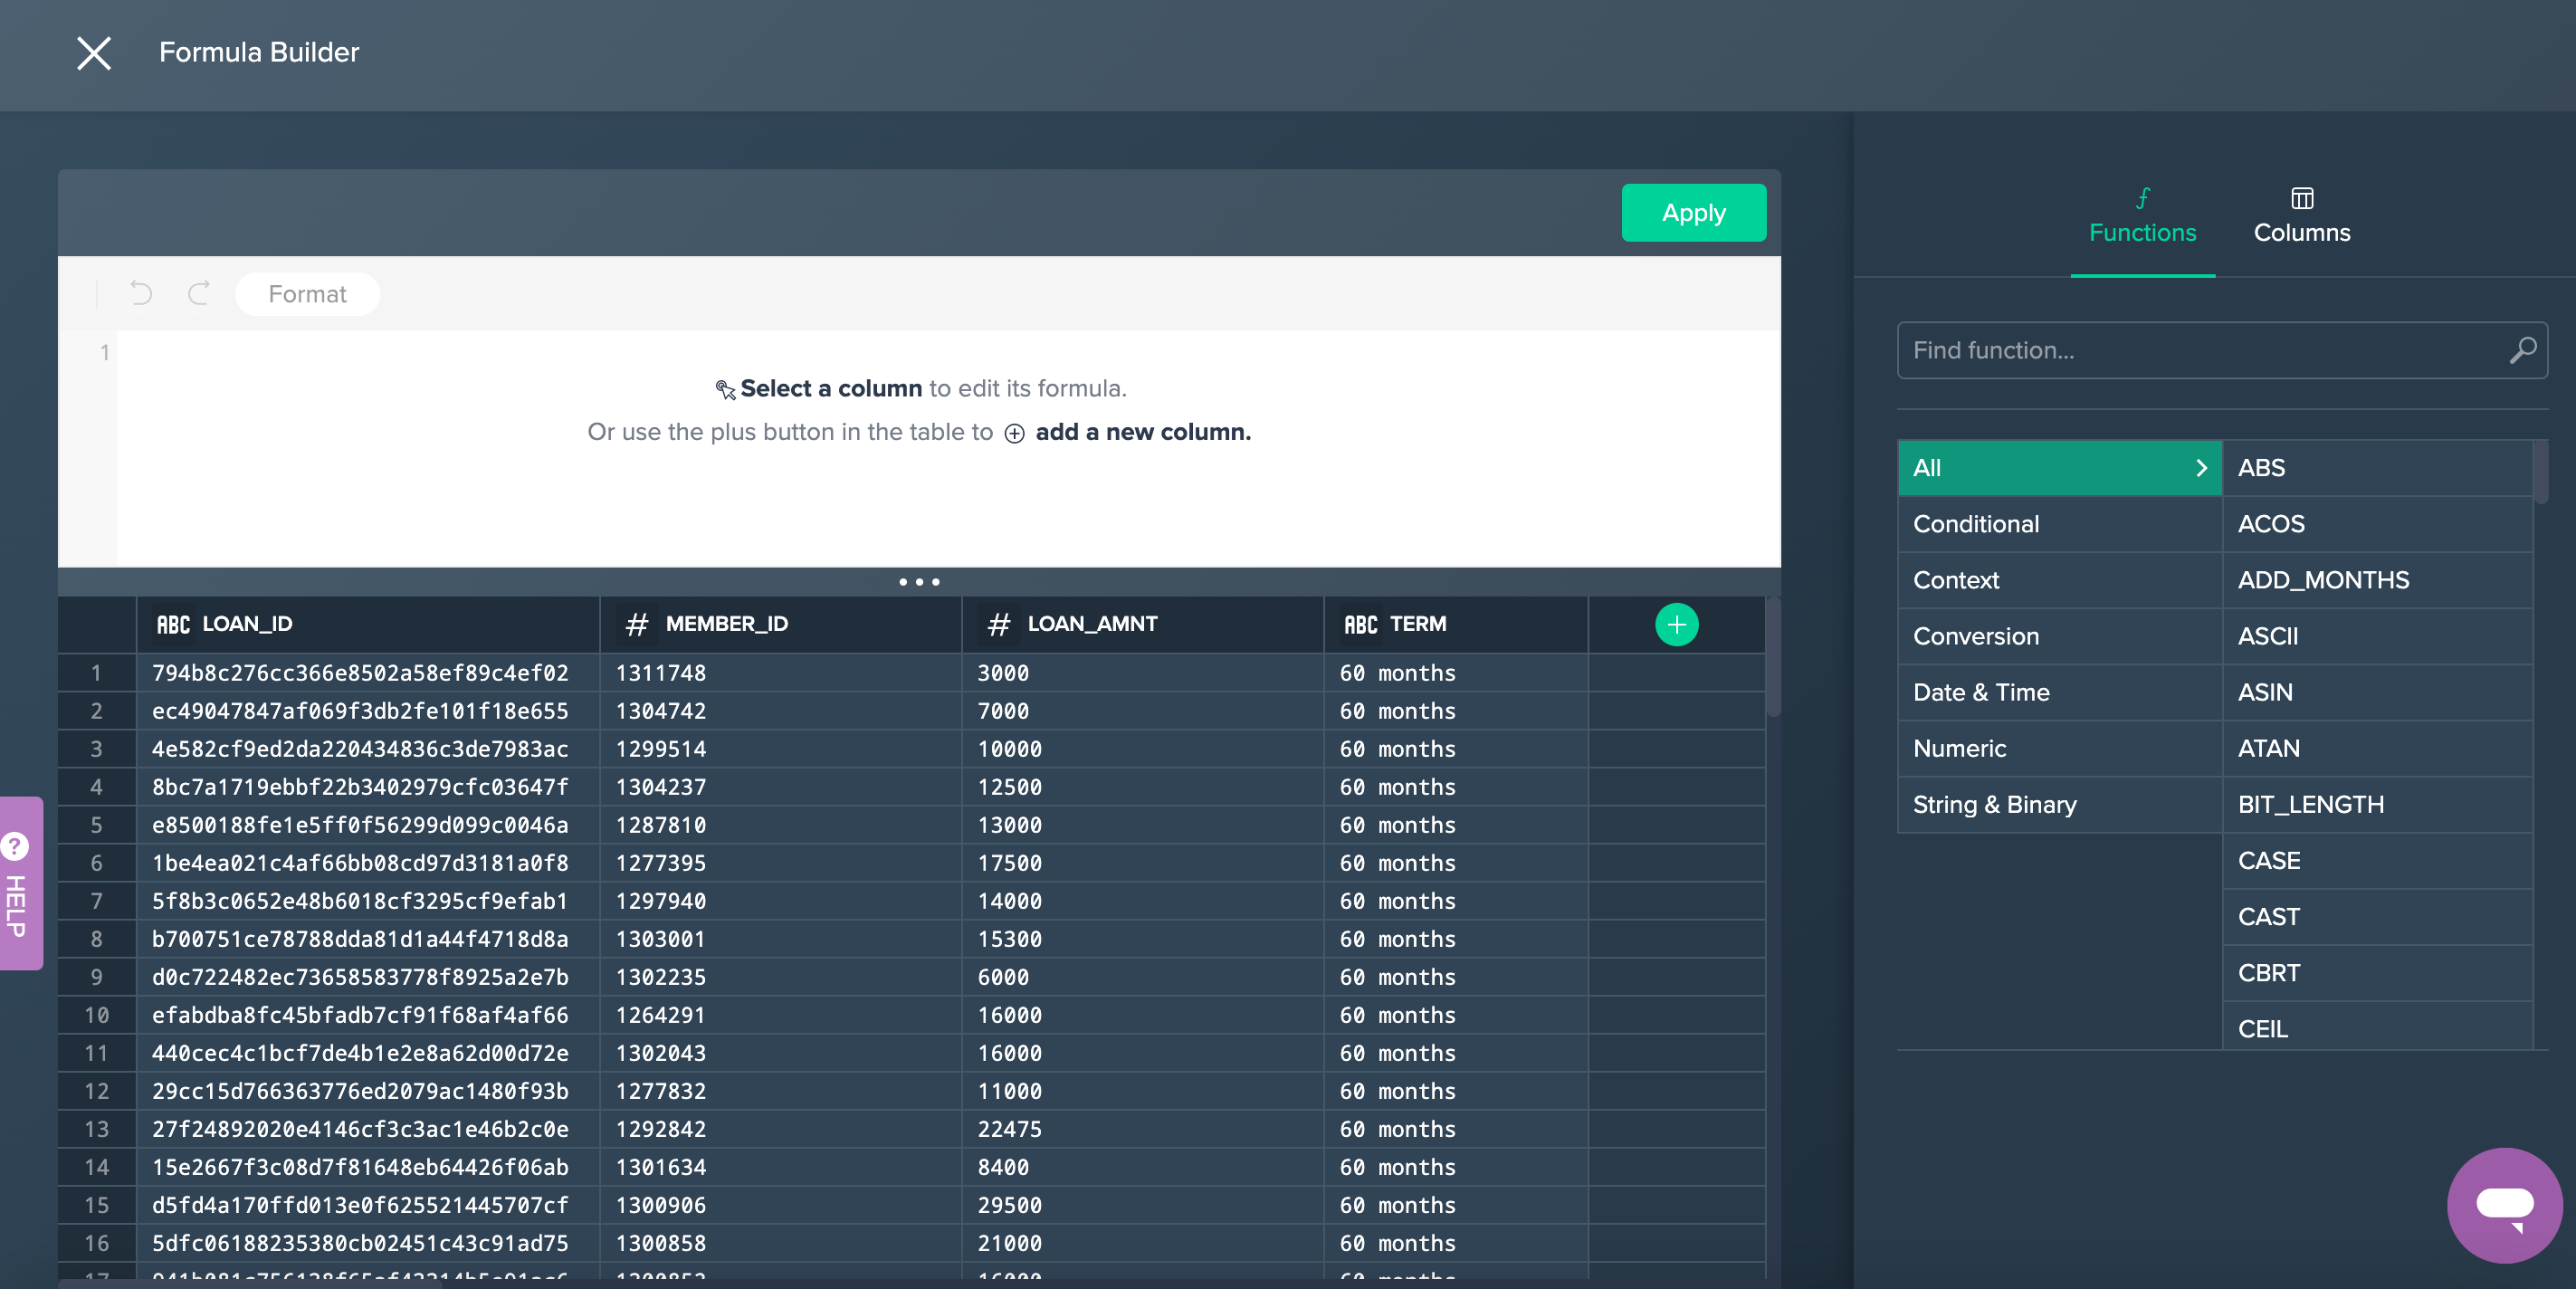 Formula Builder
Apply
Format
1
Select a column to edit its formula.
Or use the plus button in the table to add a new column.
ABC LOAN_ID # MEMBER_ID # LOAN_AMNT ABC TERM
1 794b8c276cc366e8502a58ef89c4ef02 1311748 3000 60 months
2 ec49047847af069f3db2fe101f18e655 1304742 7000 60 months
3 4e582cf9ed2da220434836c3de7983ac 1299514 10000 60 months
4 8bc7a1719ebbf22b3402979cfc03647f 1304237 12500 60 months
5 e8500188fe1e5ff0f56299d099c0046a 1287810 13000 60 months
6 1be4ea021c4af66bb08cd97d3181a0f8 1277395 17500 60 months
7 5f8b3c0652e48b6018cf3295cf9efab1 1297940 14000 60 months
8 b700751ce78788dda81d1a44f4718d8a 1303001 15300 60 months
9 d0c722482ec73658583778f8925a2e7b 1302235 6000 60 months
10 efabdba8fc45bfadb7cf91f68af4af66 1264291 16000 60 months
11 440cec4c1bcf7de4b1e2e8a62d00d72e 1302043 16000 60 months
12 29cc15d766363776ed2079ac1480f93b 1277832 11000 60 months
13 27f24892020e4146cf3c3ac1e46b2c0e 1292842 22475 60 months
14 15e2667f3c08d7f81648eb64426f06ab 1301634 8400 60 months
15 d5fd4a170ffd013e0f625521445707cf 1300906 29500 60 months
16 5dfc06188235380cb02451c43c91ad75 1300858 21000 60 months
? HELP
Functions
Columns
Find function...
All
Conditional
Context
Conversion
Date & Time
Numeric
String & Binary
ABS
ACOS
ADD_MONTHS
ASCII
ASIN
ATAN
BIT_LENGTH
CASE
CAST
CBRT
CEIL